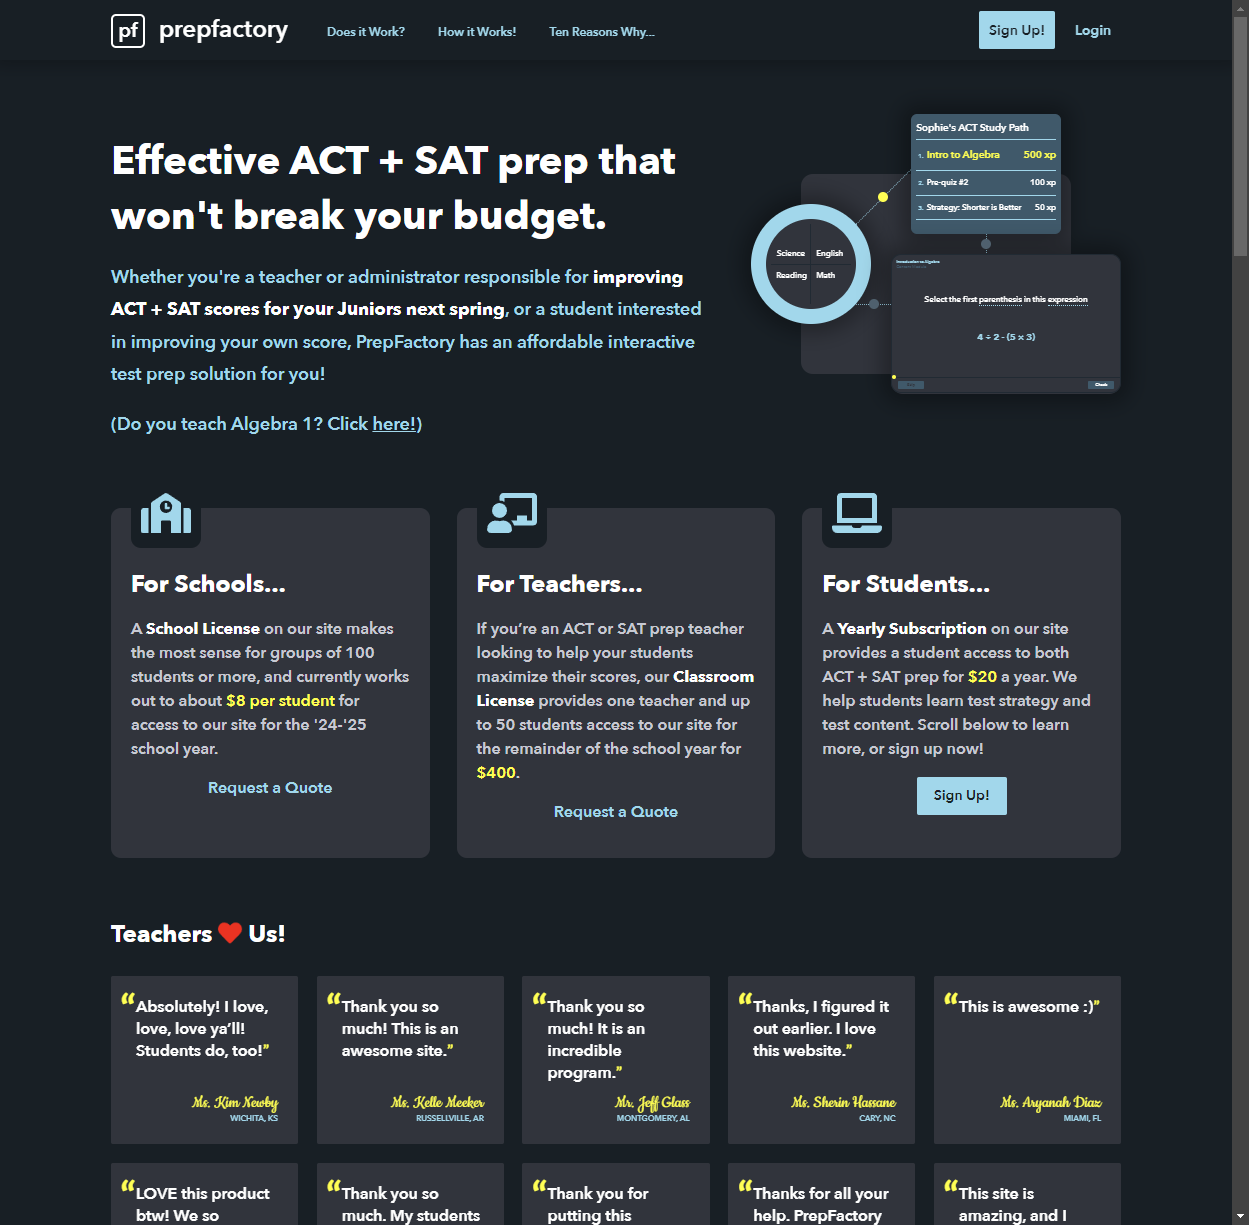 pf prepfactory Does it Work? How it Works! Ten Reasons Why... Sign Up! Login
Effective ACT + SAT prep that
won't break your budget.
Whether you're a teacher or administrator responsible for improving
ACT + SAT scores for your Juniors next spring, or a student interested
in improving your own score, PrepFactory has an affordable interactive
test prep solution for you!
(Do you teach Algebra 1? Click here!)
Sophie's ACT Study Path
1. Intro to Algebra 500 xp
2. Pre-quiz #2 100 xp
3. Strategy: Shorter is Better 50 xp
Science English
Reading Math
Introduction to Algebra
Select the first parenthesis in this expression
4 ÷ 2 - (5 x 3)
Check
For Schools...
A School License on our site makes
the most sense for groups of 100
students or more, and currently works
out to about $8 per student for
access to our site for the '24-'25
school year.
Request a Quote
For Teachers...
If you’re an ACT or SAT prep teacher
looking to help your students
maximize their scores, our Classroom
License provides one teacher and up
to 50 students access to our site for
the remainder of the school year for
$400.
Request a Quote
For Students...
A Yearly Subscription on our site
provides a student access to both
ACT + SAT prep for $20 a year. We
help students learn test strategy and
test content. Scroll below to learn
more, or sign up now!
Sign Up!
Teachers ❤ Us!
“Absolutely! I love,
love, love ya’ll!
Students do, too!”
Ms. Kim Newby
WICHITA, KS
“Thank you so
much! This is an
awesome site.”
Ms. Kelle Meeker
RUSSELLVILLE, AR
“Thank you so
much! It is an
incredible
program.”
Mr. Jeff Glass
MONTGOMERY, AL
“Thanks, I figured it
out earlier. I love
this website.”
Ms. Sherin Hassane
CARY, NC
“This is awesome :)”
Ms. Aryanah Diaz
MIAMI, FL
“LOVE this product
btw! We so
“Thank you so
much. My students
“Thank you for
putting this
“Thanks for all your
help. PrepFactory
“This site is
amazing, and I